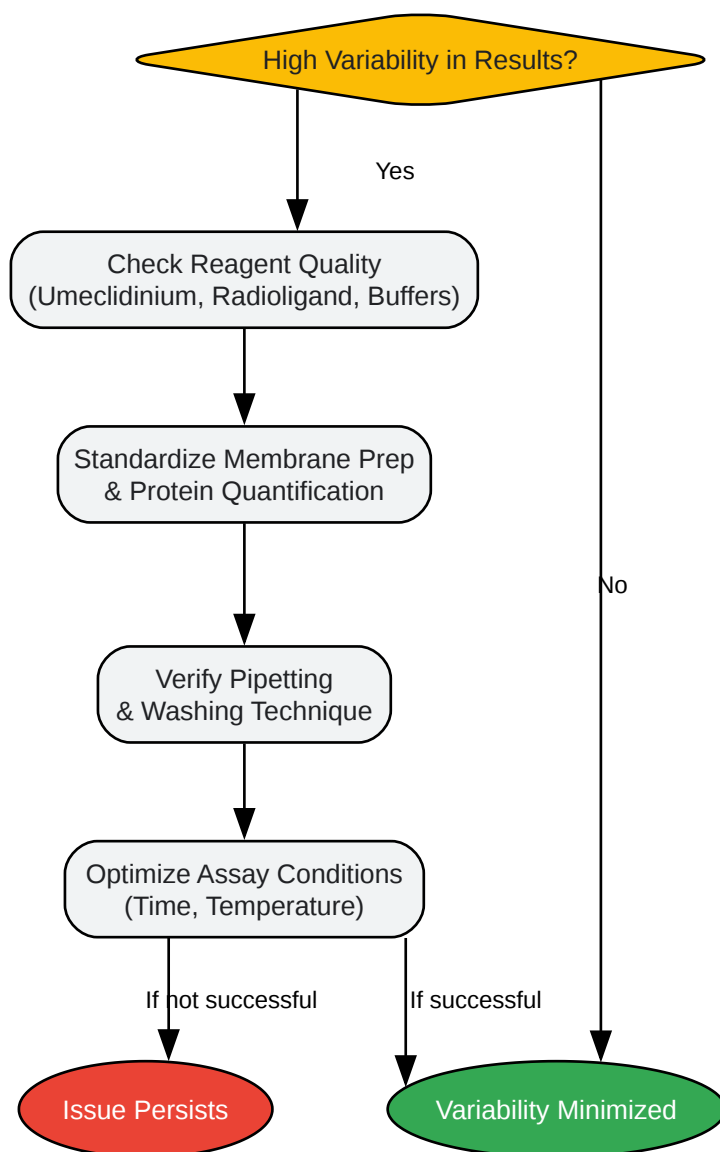 High Variability in Results?
Yes
Check Reagent Quality
(Umeclidinium, Radioligand, Buffers)
Standardize Membrane Prep
& Protein Quantification
No
Verify Pipetting
& Washing Technique
Optimize Assay Conditions
(Time, Temperature)
If not successful
If successful
Issue Persists
Variability Minimized